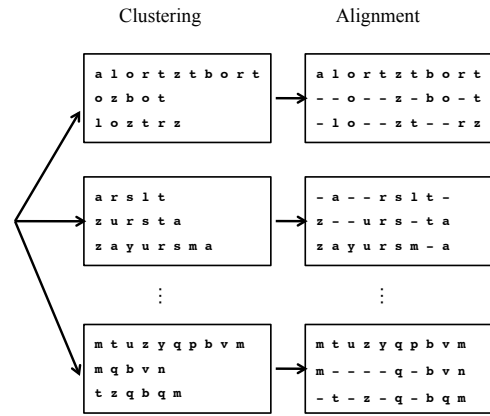 Clustering
Alignment
a l o r t z t b o r t
o z b o t
l o z t r z
a l o r t z t b o r t
- - o - - z - b o - t
- l o - - z t - - r z
a r s l t
z u r s t a
z a y u r s m a
- a - - r s l t -
z - - u r s - t a
z a y u r s m - a
⋮
⋮
m t u z y q p b v m
m q b v n
t z q b q m
m t u z y q p b v m
m - - - - q - b v n
- t - z - q - b q m